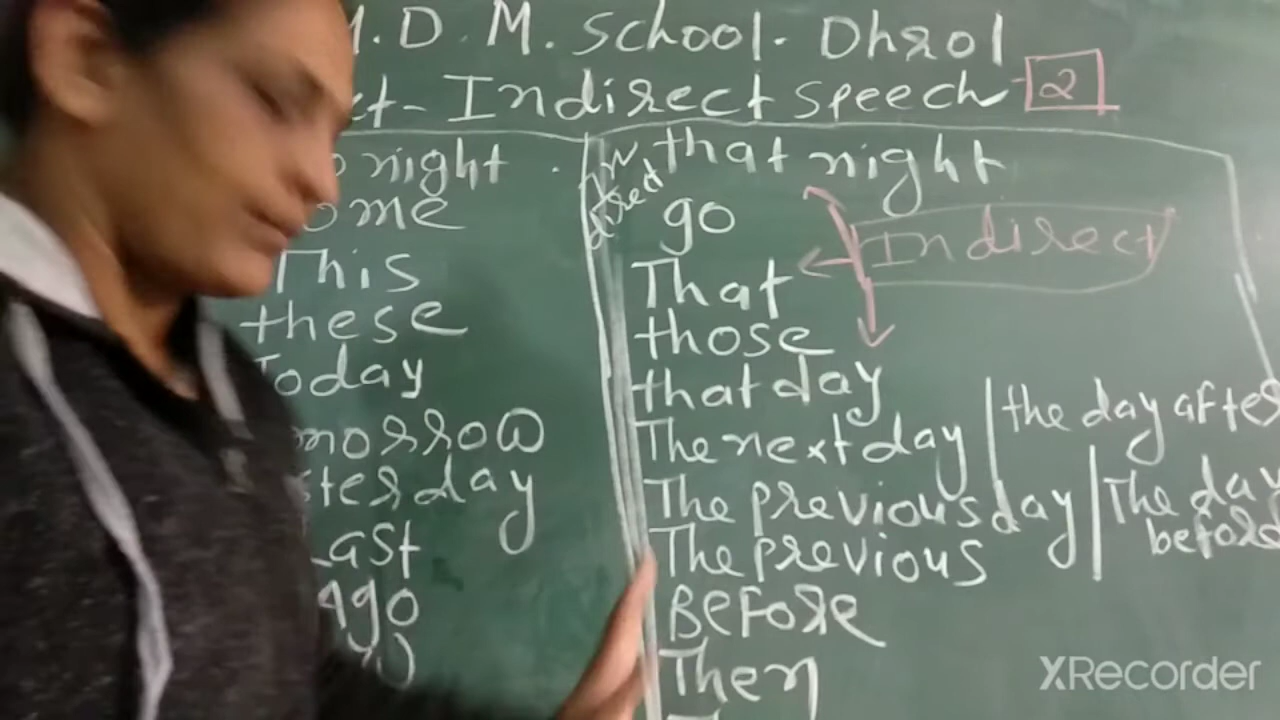 M. D. M. School. Dhrol
Indirect speech 2
night that night
go
This That
these those
Today that day
The next day | the day after
The previous day | The day before
Last The previous
Ago Before
Then
Indirect
XRecorder